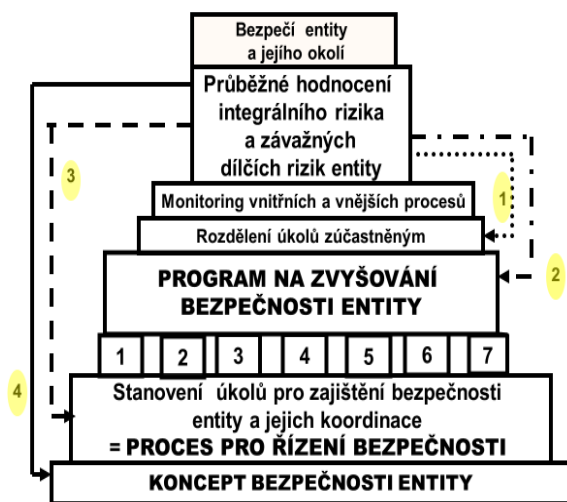 Bezpečí entity
a jejího okolí
Průběžné hodnocení
integrálního rizika
a závažných
dílčích rizik entity
3
1
Monitoring vnitřních a vnějších procesů
Rozdělení úkolů zúčastněným
2
PROGRAM NA ZVYŠOVÁNÍ
BEZPEČNOSTI ENTITY
1 2 3 4 5 6 7
4
Stanovení úkolů pro zajištění bezpečnosti
entity a jejich koordinace
= PROCES PRO ŘÍZENÍ BEZPEČNOSTI
KONCEPT BEZPEČNOSTI ENTITY